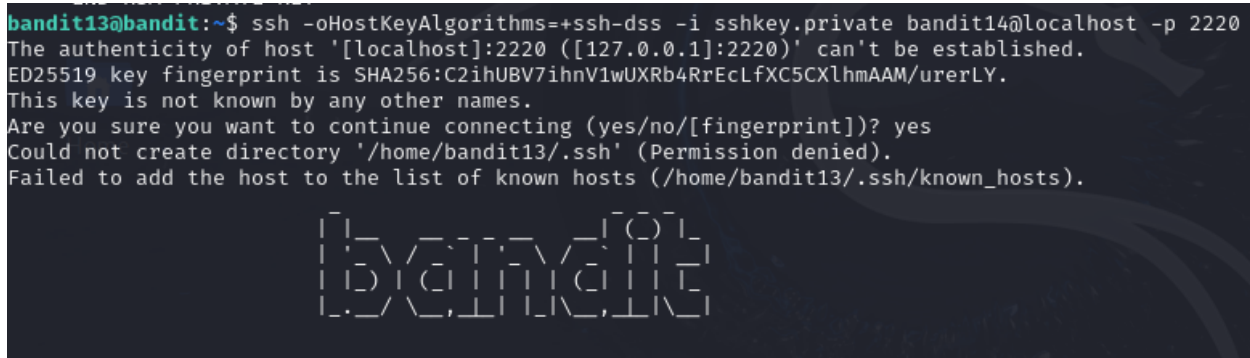 bandit13@bandit:~$ ssh -oHostKeyAlgorithms=+ssh-dss -i sshkey.private bandit14@localhost -p 2220
The authenticity of host '[localhost]:2220 ([127.0.0.1]:2220)' can't be established.
ED25519 key fingerprint is SHA256:C2ihUBV7ihnV1wUXRb4RrEcLfXC5CXlhmAAM/urerLY.
This key is not known by any other names.
Are you sure you want to continue connecting (yes/no/[fingerprint])? yes
Could not create directory '/home/bandit13/.ssh' (Permission denied).
Failed to add the host to the list of known hosts (/home/bandit13/.ssh/known_hosts).
bandit